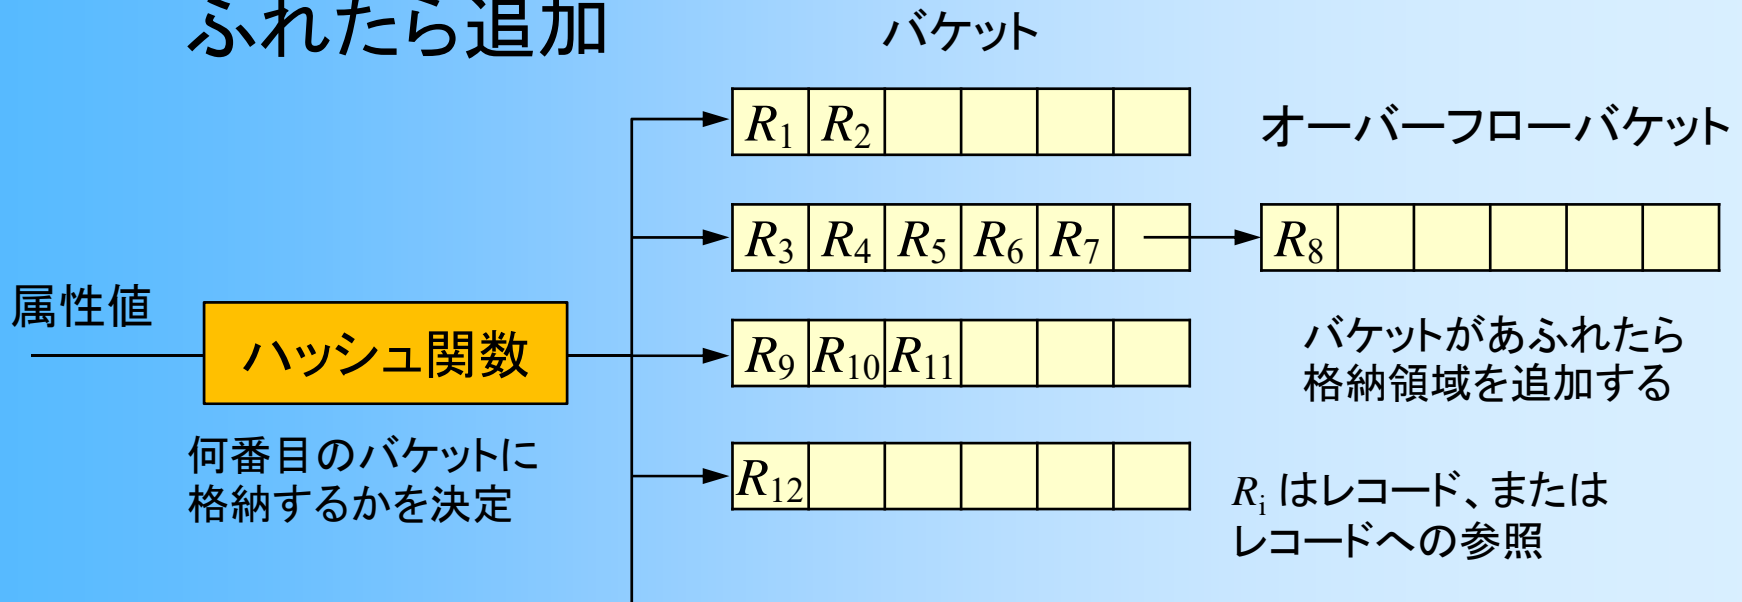 ふれたら追加
バケット
R1 R2
オーバーフローバケット
R3 R4 R5 R6 R7
R8
属性値
ハッシュ関数
R9 R10 R11
バケットがあふれたら
格納領域を追加する
何番目のバケットに
格納するかを決定
R12
Ri はレコード、または
レコードへの参照